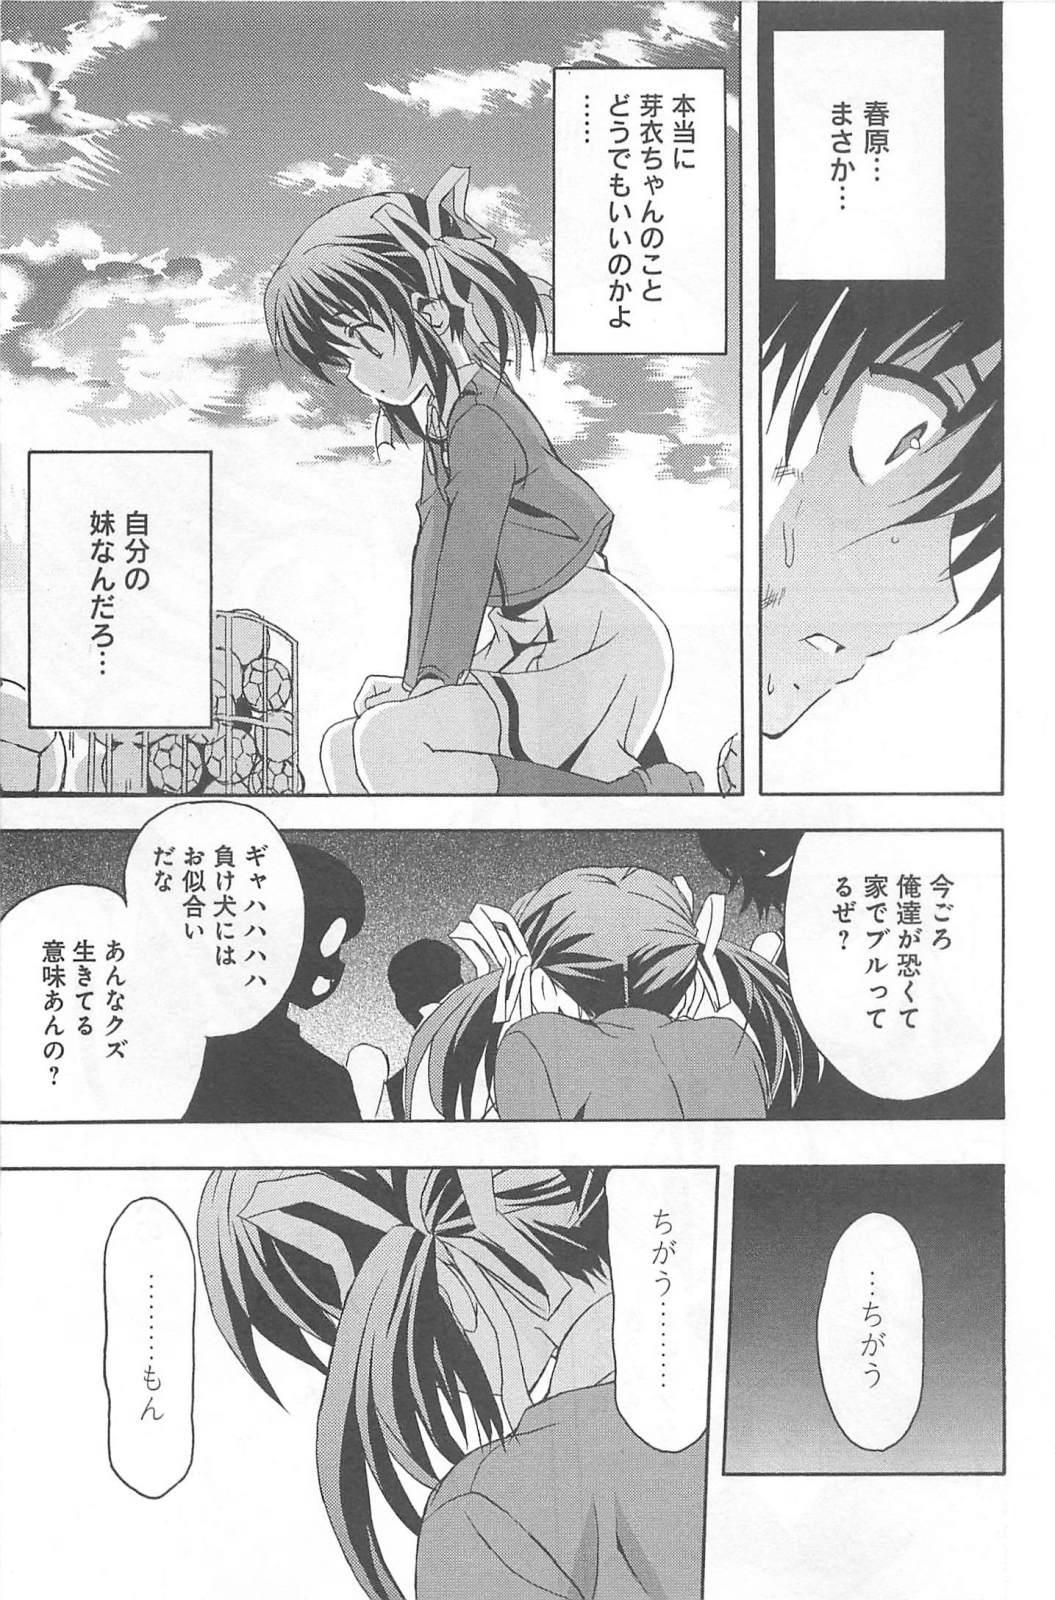 春原…
まさか…
本当に
芽衣ちゃんのこと
どうでもいいのかよ
……
自分の
妹なんだろ…
今ごろ
俺達が恐くて
家でブルって
るぜ?
ギャハハハハ
負け犬には
お似合い
だな
あんなクズ
生きてる
意味あんの?
…ちがう
ちがう………
………もん